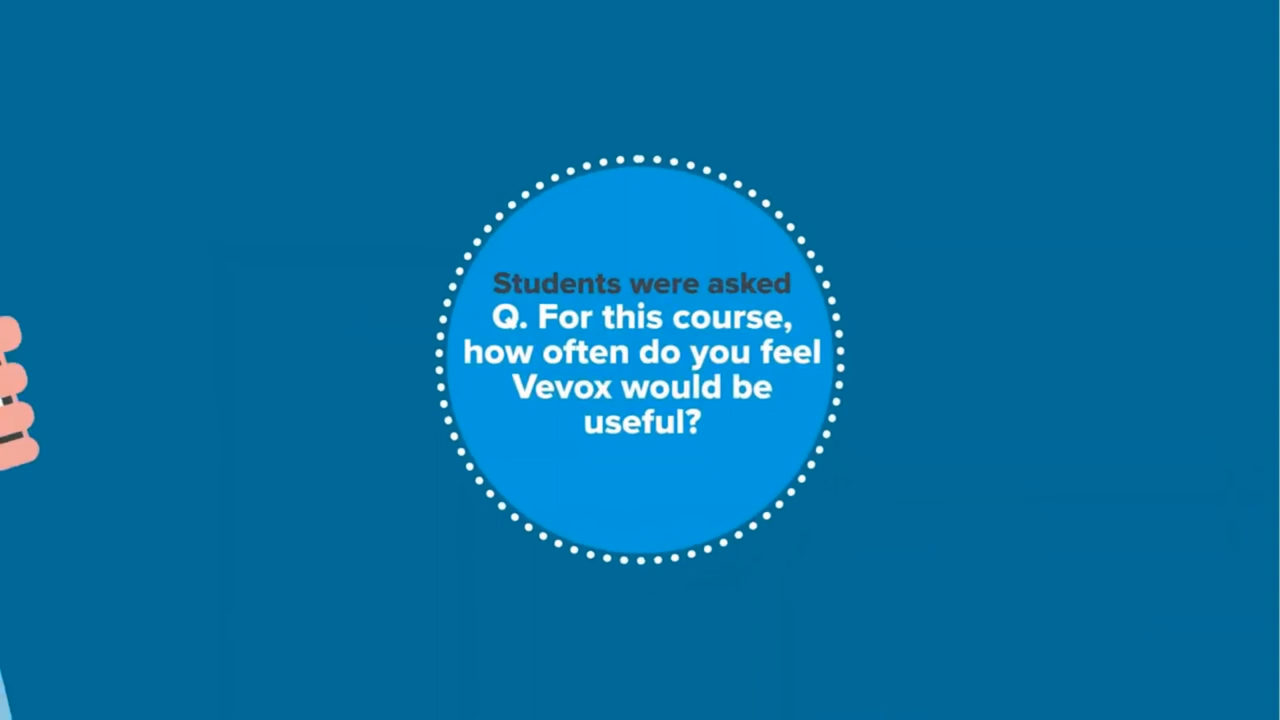 Students were asked
Q. For this course,
how often do you feel
Vevox would be
useful?